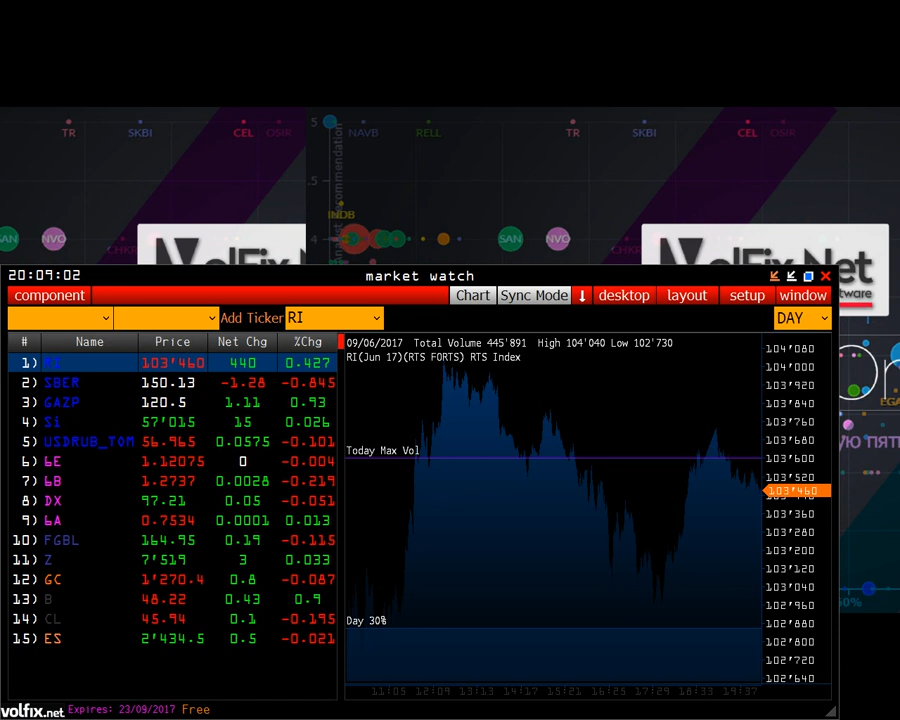 TR SKBI CEL OSIR 5 NAVB RELL TR SKBI CEL OSIR
.5
INDB
SAN NVO CHKR 4 SAN NVO
VolFix.Net
VolFix.Net
20:09:02 market watch
component Chart Sync Mode desktop layout setup window
Add Ticker RI DAY
# Name Price Net Chg %Chg
1) RI 103'460 440 0.427
2) SBER 150.13 -1.28 -0.845
3) GAZP 120.5 1.11 0.93
4) Si 57'015 15 0.026
5) USDRUB_TOM 56.965 0.0575 -0.101
6) 6E 1.12075 0 -0.004
7) 6B 1.2737 0.0028 -0.219
8) DX 97.21 0.05 -0.051
9) 6A 0.7534 0.0001 0.013
10) FGBL 164.95 0.19 -0.115
11) Z 7'519 3 0.033
12) GC 1'270.4 0.8 -0.087
13) B 48.22 0.43 0.9
14) CL 45.94 0.1 -0.195
15) ES 2'434.5 0.5 -0.021
09/06/2017 Total Volume 445'891 High 104'040 Low 102'730
RI(Jun 17)(RTS FORTS) RTS Index
Today Max Vol
Day 30%
104'080
104'000
103'920
103'840
103'760
103'680
103'600
103'520
103'460
103'360
103'280
103'200
103'120
103'040
102'960
102'880
102'800
102'720
102'640
11:05 12:09 13:13 14:17 15:21 16:25 17:29 18:33 19:37
volfix.net Expires: 23/09/2017 Free